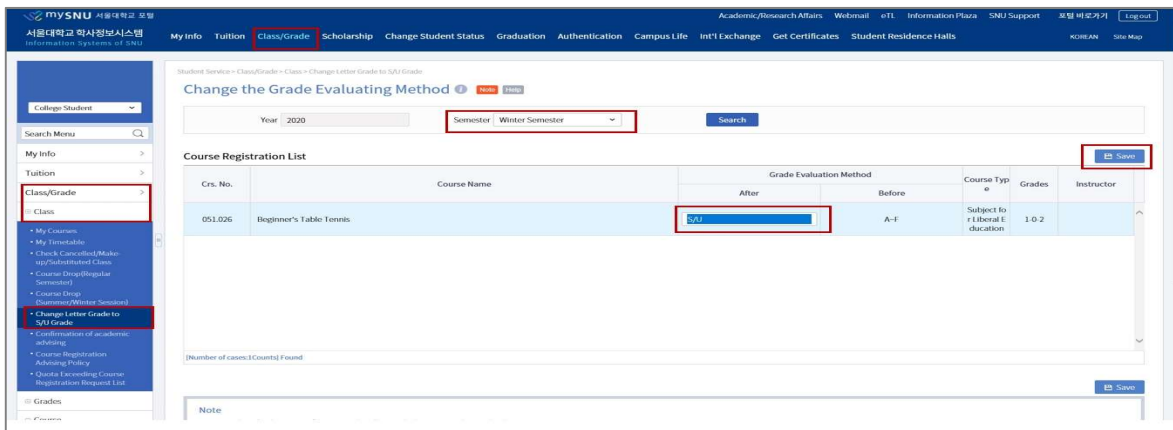 mySNU 서울대학교 포털
Academic/Research Affairs Webmail eTL Information Plaza SNU Support 포털 바로가기 Logout
서울대학교 학사정보시스템
Information Systems of SNU
My Info Tuition Class/Grade Scholarship Change Student Status Graduation Authentication Campus Life Int'l Exchange Get Certificates Student Residence Halls
KOREAN Site Map
Student Service > Class/Grade > Class > Change Letter Grade to S/U Grade
Change the Grade Evaluating Method Note Help
College Student
Year 2020 Semester Winter Semester Search
Search Menu
My Info
Tuition
Class/Grade
Class
• My Courses
• My Timetable
• Check Cancelled/Make-
up/Substituted Class
• Course Drop(Regular
Semester)
• Course Drop
(Summer/Winter Session)
• Change Letter Grade to
S/U Grade
• Confirmation of academic
advising
• Course Registration
Advising Policy
• Quota Exceeding Course
Registration Request List
Grades
Course Registration List
Save
Crs. No. Course Name Grade Evaluation Method Course Typ
e Grades Instructor
After Before
051.026 Beginner's Table Tennis S/U A~F Subject fo
r Liberal E
ducation 1-0-2
[Number of cases:1Counts] Found
Save
Note